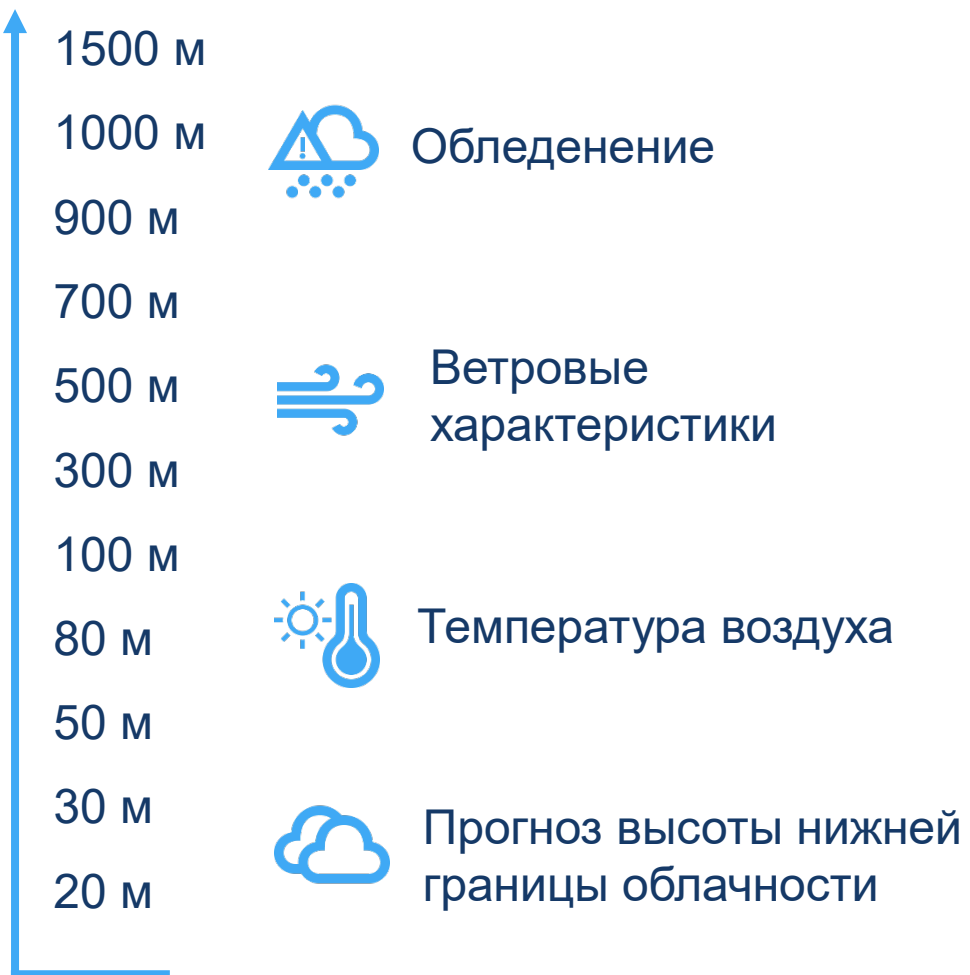 1500 м
1000 м
Обледенение
900 м
700 м
500 м
Ветровые
характеристики
300 м
100 м
80 м
Температура воздуха
50 м
30 м
20 м
Прогноз высоты нижней
границы облачности